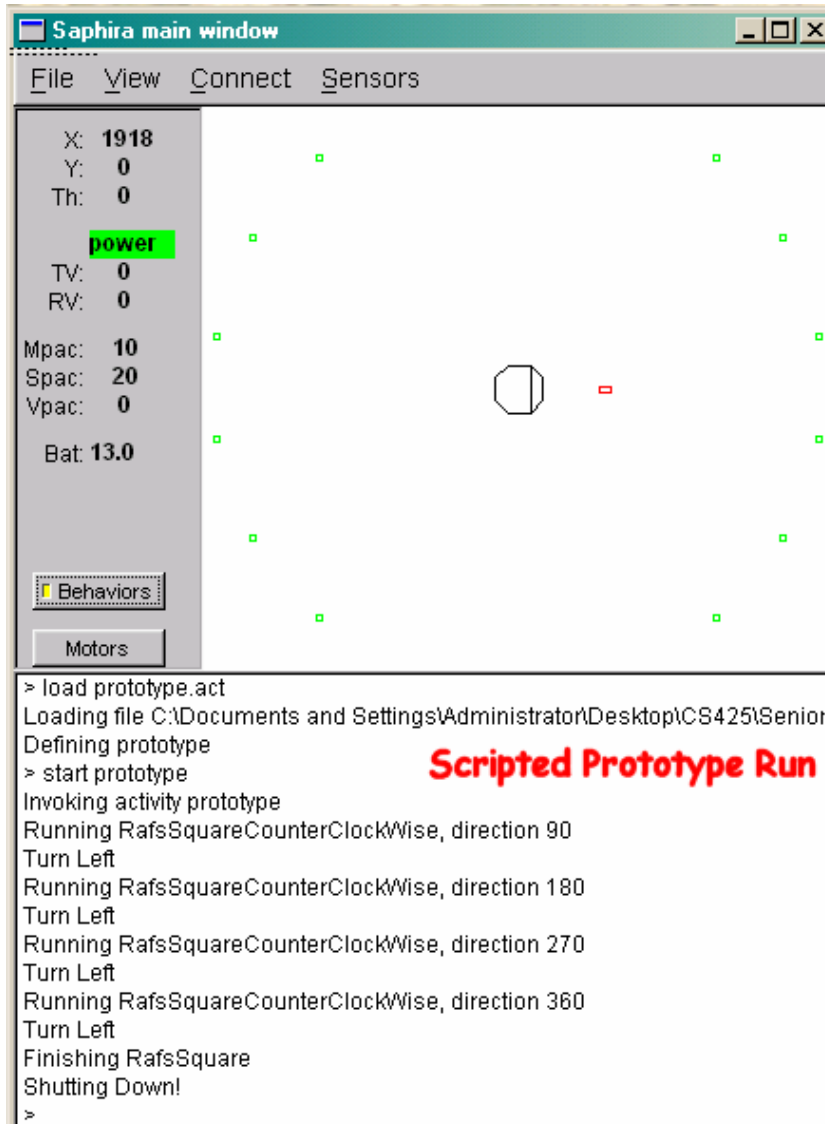 Saphira main window
File View Connect Sensors
X: 1918
Y: 0
Th: 0
power
TV: 0
RV: 0
Mpac: 10
Spac: 20
Vpac: 0
Bat: 13.0
Behaviors
Motors
> load prototype.act
Loading file C:\Documents and Settings\Administrator\Desktop\CS425\Senior
Defining prototype
> start prototype
Scripted Prototype Run
Invoking activity prototype
Running RafsSquareCounterClockWise, direction 90
Turn Left
Running RafsSquareCounterClockWise, direction 180
Turn Left
Running RafsSquareCounterClockWise, direction 270
Turn Left
Running RafsSquareCounterClockWise, direction 360
Turn Left
Finishing RafsSquare
Shutting Down!
>